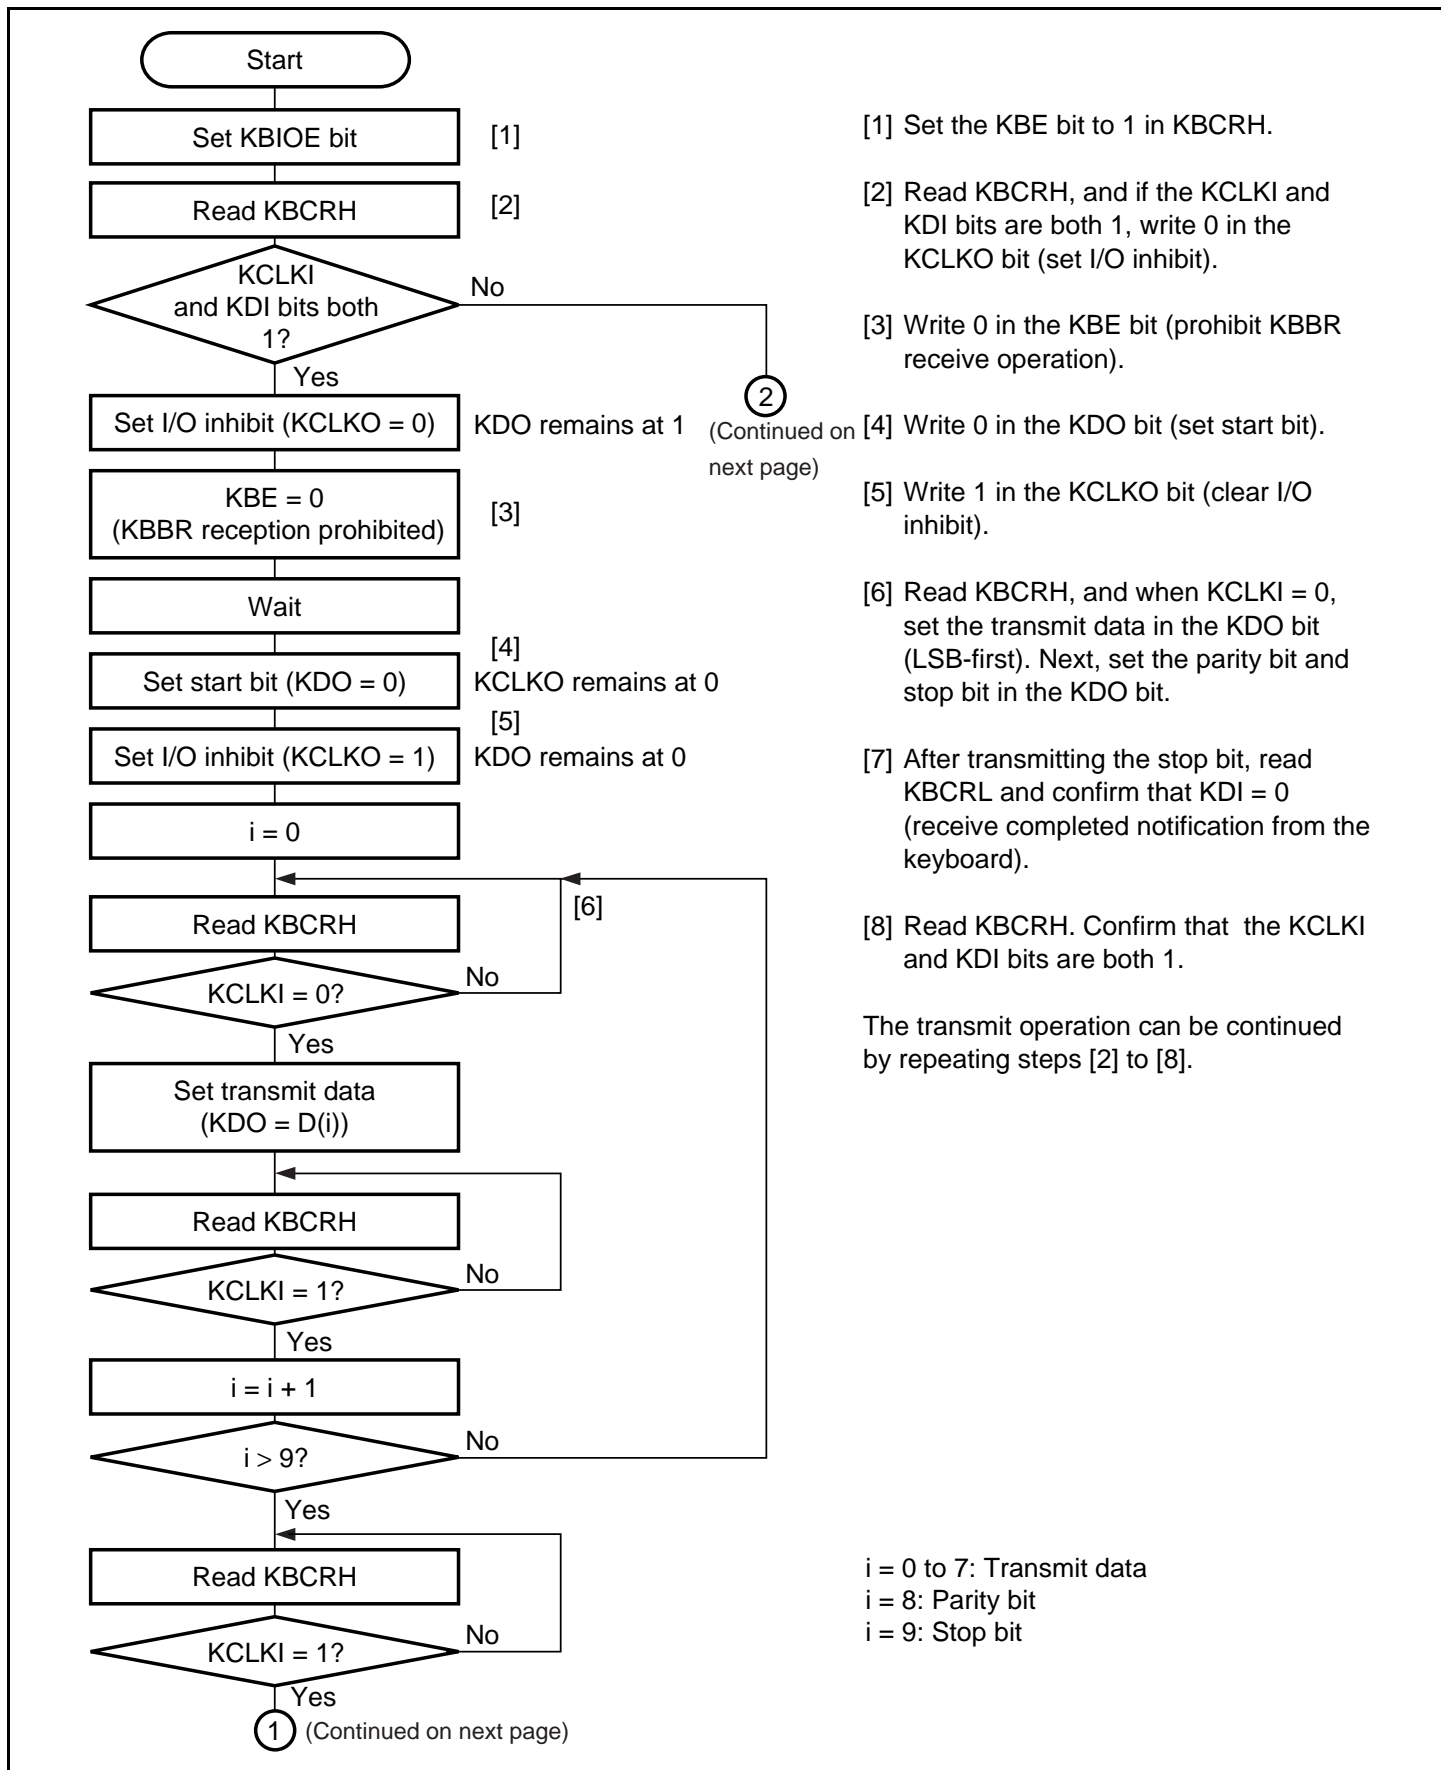 Start
Set KBIOE bit
[1]
Read KBCRH
[2]
KCLKI
and KDI bits both
1?
No
Yes
2
(Continued on
next page)
Set I/O inhibit (KCLKO = 0)
KDO remains at 1
KBE = 0
(KBBR reception prohibited)
[3]
Wait
[4]
Set start bit (KDO = 0)
KCLKO remains at 0
[5]
Set I/O inhibit (KCLKO = 1)
KDO remains at 0
i = 0
[6]
Read KBCRH
KCLKI = 0?
No
Yes
Set transmit data
(KDO = D(i))
Read KBCRH
KCLKI = 1?
No
Yes
i = i + 1
i > 9?
No
Yes
Read KBCRH
KCLKI = 1?
No
Yes
1
(Continued on next page)
[1] Set the KBE bit to 1 in KBCRH.
[2] Read KBCRH, and if the KCLKI and
KDI bits are both 1, write 0 in the
KCLKO bit (set I/O inhibit).
[3] Write 0 in the KBE bit (prohibit KBBR
receive operation).
[4] Write 0 in the KDO bit (set start bit).
[5] Write 1 in the KCLKO bit (clear I/O
inhibit).
[6] Read KBCRH, and when KCLKI = 0,
set the transmit data in the KDO bit
(LSB-first). Next, set the parity bit and
stop bit in the KDO bit.
[7] After transmitting the stop bit, read
KBCRL and confirm that KDI = 0
(receive completed notification from the
keyboard).
[8] Read KBCRH. Confirm that the KCLKI
and KDI bits are both 1.
The transmit operation can be continued
by repeating steps [2] to [8].
i = 0 to 7: Transmit data
i = 8: Parity bit
i = 9: Stop bit